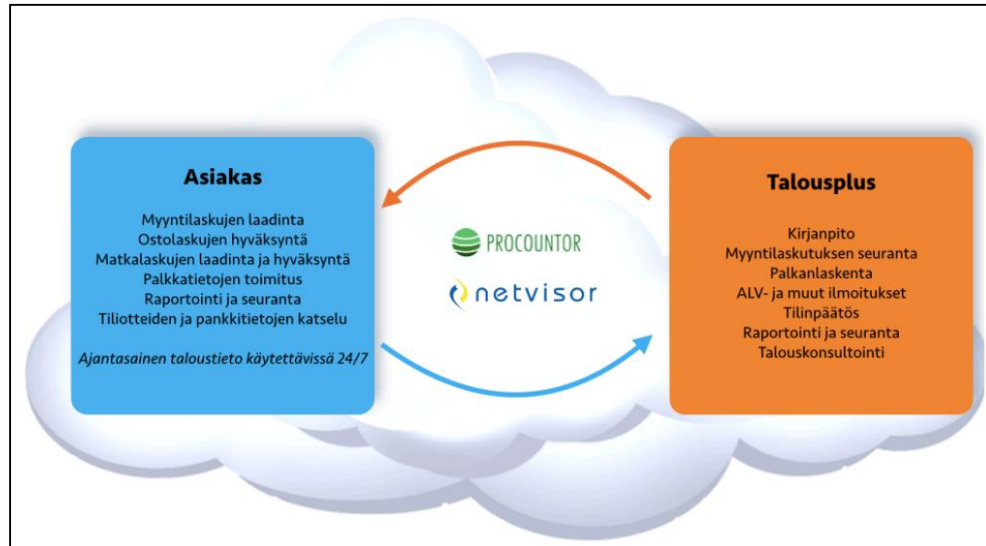 Asiakas
Myyntilaskujen laadinta
Ostolaskujen hyväksyntä
Matkalaskujen laadinta ja hyväksyntä
Palkkatietojen toimitus
Raportointi ja seuranta
Tiliotteiden ja pankkitietojen katselu
Ajantasainen taloustieto käytettävissä 24/7
PROCOUNTOR
netvisor
Talousplus
Kirjanpito
Myyntilaskutuksen seuranta
Palkanlaskenta
ALV- ja muut ilmoitukset
Tilinpäätös
Raportointi ja seuranta
Talouskonsultointi